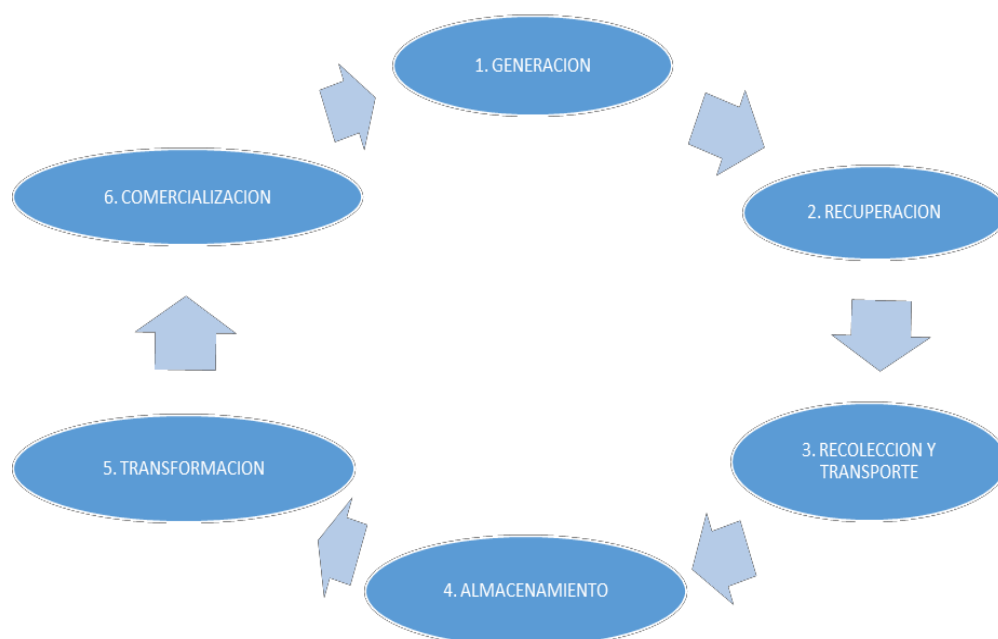 1. GENERACION
2. RECUPERACION
3. RECOLECCION Y
TRANSPORTE
4. ALMACENAMIENTO
5. TRANSFORMACION
6. COMERCIALIZACION